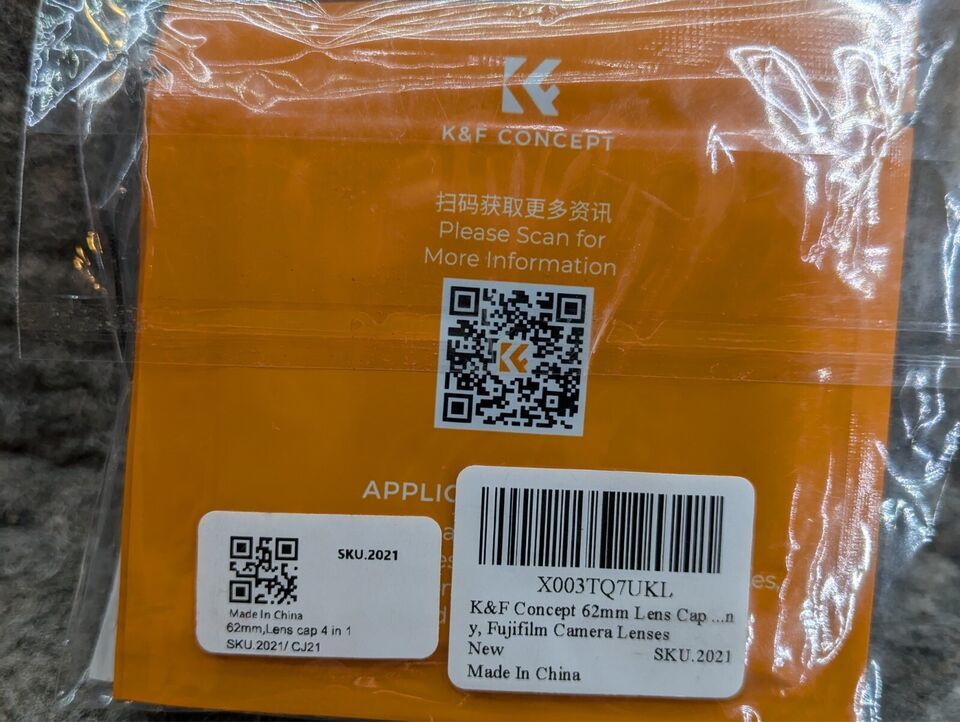 K&F CONCEPT
扫码获取更多资讯
Please Scan for
More Information
APPLIC
SKU.2021
Made In China
62mm,Lens cap 4 in 1
SKU.2021/ CJ21
X003TQ7UKL
K&F Concept 62mm Lens Cap ...n
y, Fujifilm Camera Lenses
New SKU.2021
Made In China